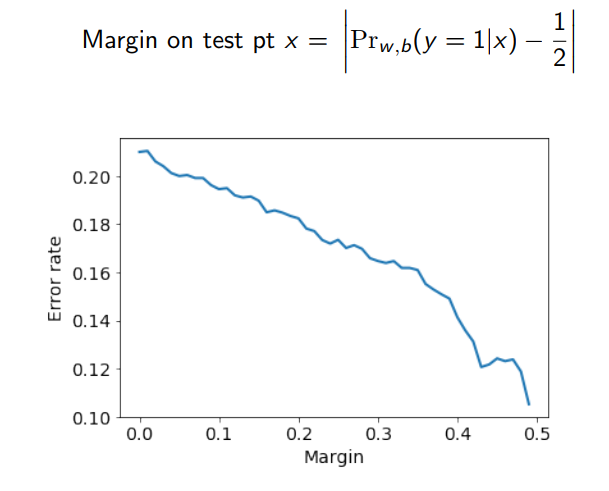 Margin on test pt x = |Pr_{w,b}(y = 1|x) − 1/2|
0.20
0.18
0.16
0.14
0.12
0.10
Error rate
0.0 0.1 0.2 0.3 0.4 0.5
Margin